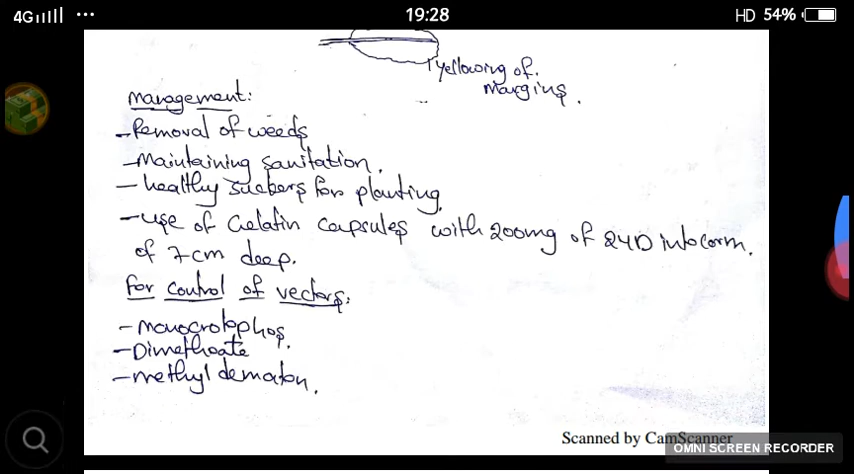 4G 19:28 HD 54%
yellowing of.
margins.
management:
- Removal of weeds
- Maintaining sanitation.
- healthy suckers for planting.
- use of Gelatin capsules with 200mg of 24D into corm.
of 7cm deep.
for control of vectors:
- monocrotophos.
- Dimethoate
- methyl dematon.
Scanned by CamScanner
OMNI SCREEN RECORDER